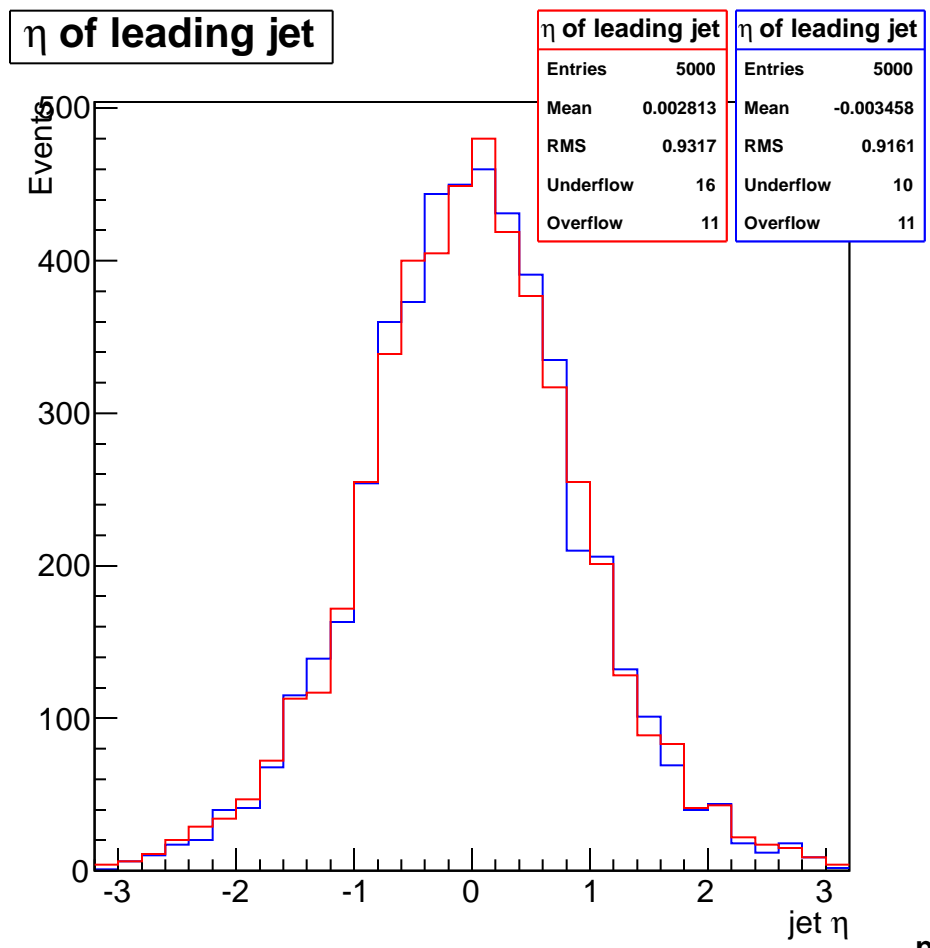 η of leading jet
η of leading jet
Entries 5000
Mean 0.002813
RMS 0.9317
Underflow 16
Overflow 11
η of leading jet
Entries 5000
Mean -0.003458
RMS 0.9161
Underflow 10
Overflow 11
Events
500
400
300
200
100
0
-3 -2 -1 0 1 2 3
jet η